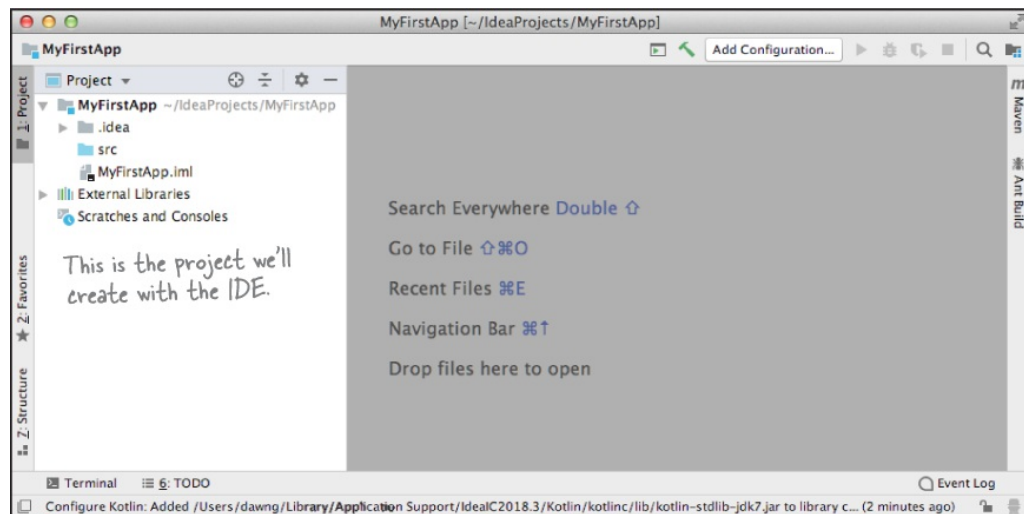 MyFirstApp [~/IdeaProjects/MyFirstApp]
MyFirstApp
Add Configuration...
1: Project
Project
MyFirstApp ~/IdeaProjects/MyFirstApp
.idea
src
MyFirstApp.iml
External Libraries
Scratches and Consoles
This is the project we'll
create with the IDE.
2: Favorites
7: Structure
Search Everywhere Double ⇧
Go to File ⇧⌘O
Recent Files ⌘E
Navigation Bar ⌘↑
Drop files here to open
m
Maven
Ant Build
Terminal
6: TODO
Event Log
Configure Kotlin: Added /Users/dawng/Library/Application Support/IdeaIC2018.3/Kotlin/kotlinc/lib/kotlin-stdlib-jdk7.jar to library c... (2 minutes ago)